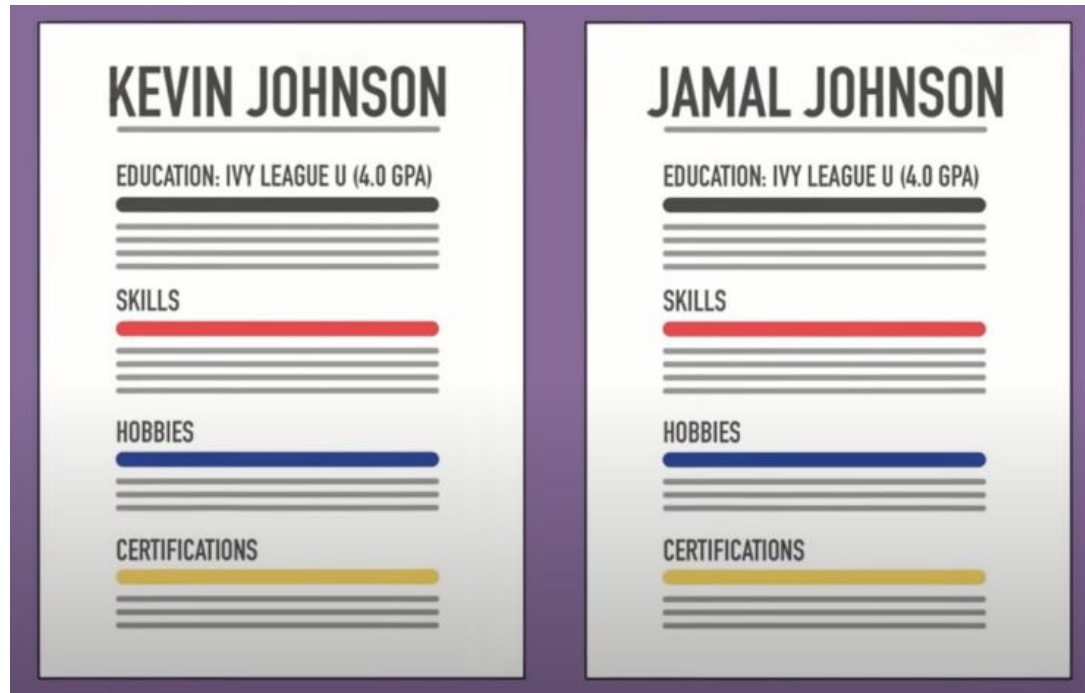 KEVIN JOHNSON
EDUCATION: IVY LEAGUE U (4.0 GPA)
SKILLS
HOBBIES
CERTIFICATIONS
JAMAL JOHNSON
EDUCATION: IVY LEAGUE U (4.0 GPA)
SKILLS
HOBBIES
CERTIFICATIONS